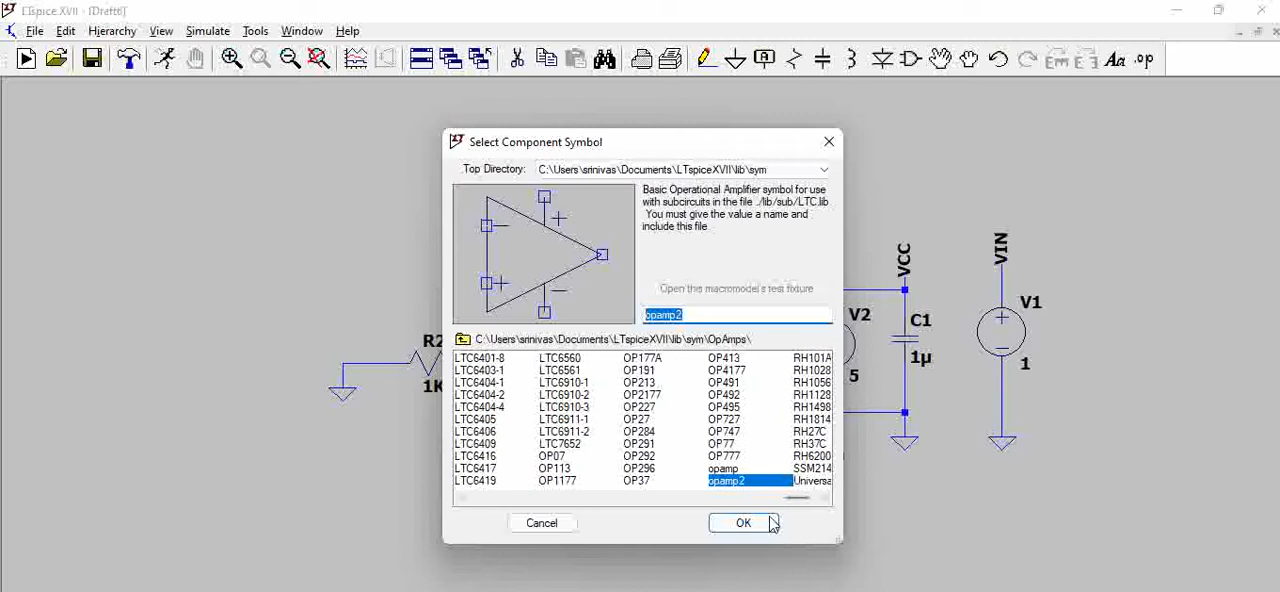 LTspice XVII - [Draft6]
File Edit Hierarchy View Simulate Tools Window Help
Aa .op
Select Component Symbol
Top Directory: C:\Users\srinivas\Documents\LTspiceXVII\lib\sym
Basic Operational Amplifier symbol for use
with subcircuits in the file ./lib/sub/LTC.lib
You must give the value a name and
include this file.
Open this macromodel's test fixture
opamp2
C:\Users\srinivas\Documents\LTspiceXVII\lib\sym\OpAmps\
LTC6401-8 LTC6560 OP177A OP413 RH101A
LTC6403-1 LTC6561 OP191 OP4177 RH1028
LTC6404-1 LTC6910-1 OP213 OP491 RH1056
LTC6404-2 LTC6910-2 OP2177 OP492 RH1128
LTC6404-4 LTC6910-3 OP227 OP495 RH1498
LTC6405 LTC6911-1 OP27 OP727 RH1814
LTC6406 LTC6911-2 OP284 OP747 RH27C
LTC6409 LTC7652 OP291 OP77 RH37C
LTC6416 OP07 OP292 OP777 RH6200
LTC6417 OP113 OP296 opamp SSM214
LTC6419 OP1177 OP37 opamp2 Universa
Cancel OK
R2
1K
V2
5
VCC
C1
1µ
VIN
V1
1